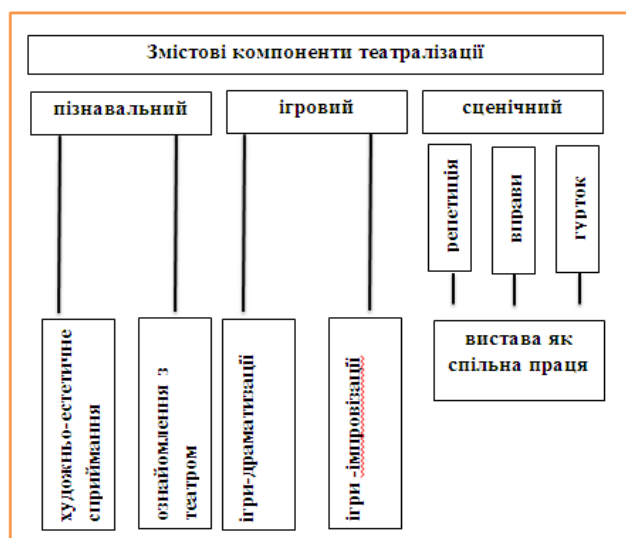 Змістові компоненти театралізації
пізнавальний
ігровий
сценічний
репетиція
вправи
гурток
художньо-естетичне
сприймання
ознайомлення з
театром
ігри-драматизації
ігри -імпровізації
вистава як
спільна праця